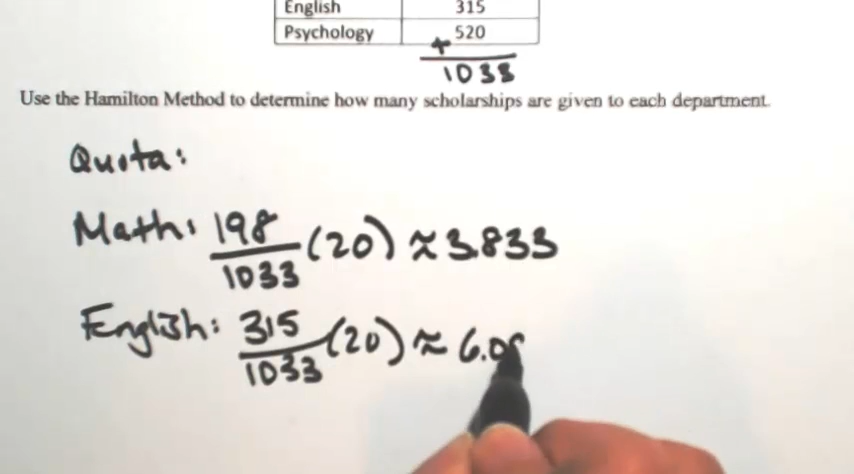 English 315
Psychology 520
+
1033
Use the Hamilton Method to determine how many scholarships are given to each department.
Quota:
Math: 198/1033 (20) ≈ 3.833
English: 315/1033 (20) ≈ 6.0